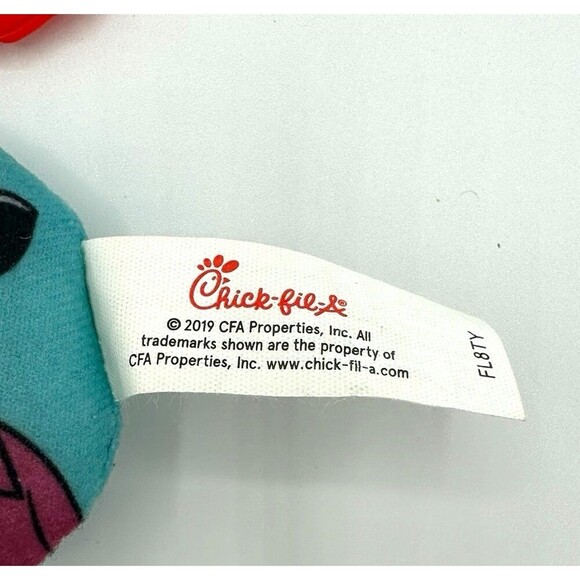 Chick-fil-A®
© 2019 CFA Properties, Inc. All
trademarks shown are the property of
CFA Properties, Inc. www.chick-fil-a.com
FL8TY